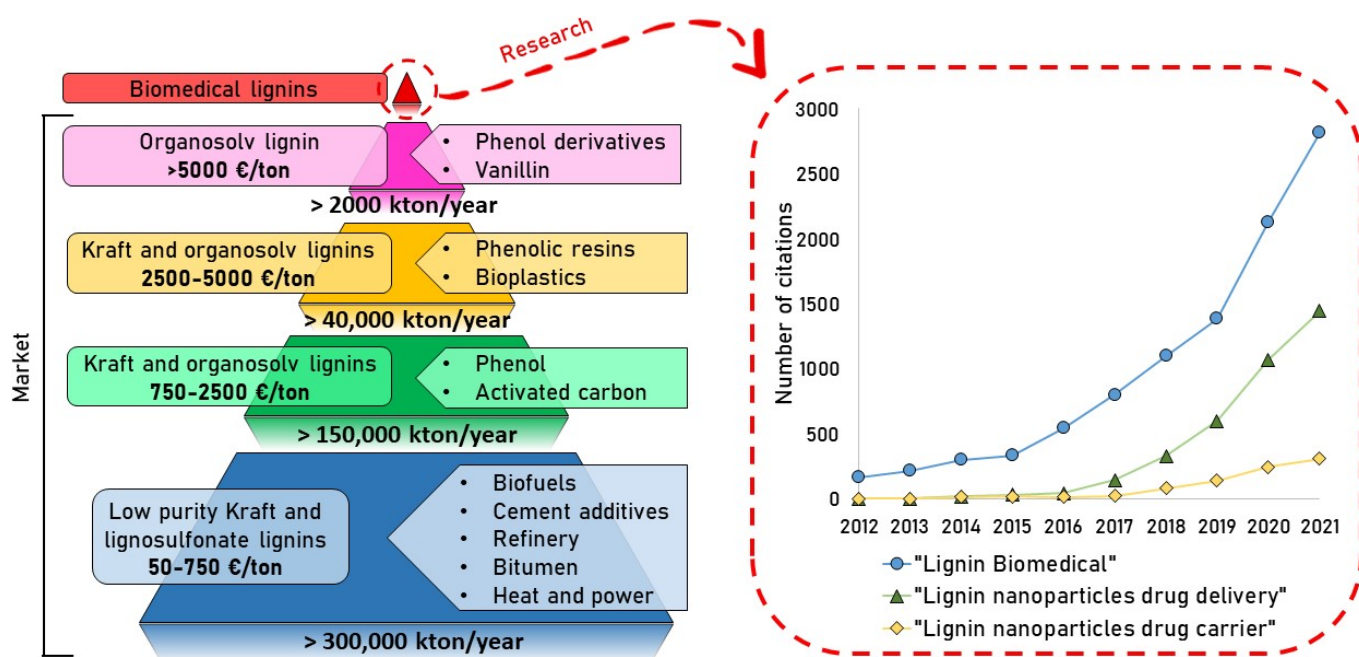 Research
Biomedical lignins
Market
Organosolv lignin
>5000 €/ton
• Phenol derivatives
• Vanillin
> 2000 kton/year
Kraft and organosolv lignins
2500-5000 €/ton
• Phenolic resins
• Bioplastics
> 40,000 kton/year
Kraft and organosolv lignins
750-2500 €/ton
• Phenol
• Activated carbon
> 150,000 kton/year
Low purity Kraft and
lignosulfonate lignins
50-750 €/ton
• Biofuels
• Cement additives
• Refinery
• Bitumen
• Heat and power
> 300,000 kton/year
Number of citations
3000
2500
2000
1500
1000
500
0
2012 2013 2014 2015 2016 2017 2018 2019 2020 2021
"Lignin Biomedical"
"Lignin nanoparticles drug delivery"
"Lignin nanoparticles drug carrier"